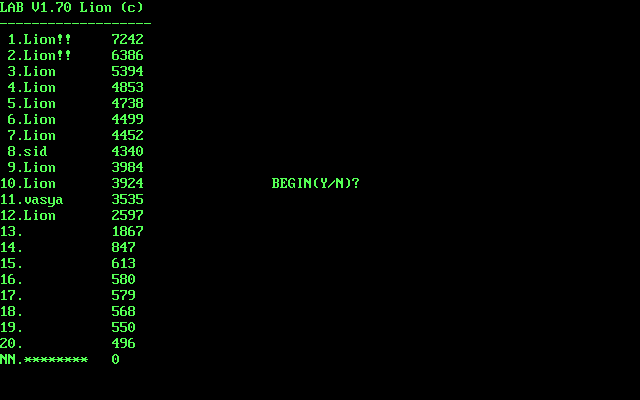 LAB V1.70 Lion (c)
-------------------
1.Lion!! 7242
2.Lion!! 6386
3.Lion 5394
4.Lion 4853
5.Lion 4738
6.Lion 4499
7.Lion 4452
8.sid 4340
9.Lion 3984
10.Lion 3924 BEGIN(Y/N)?
11.vasya 3535
12.Lion 2597
13. 1867
14. 847
15. 613
16. 580
17. 579
18. 568
19. 550
20. 496
NN.******** 0